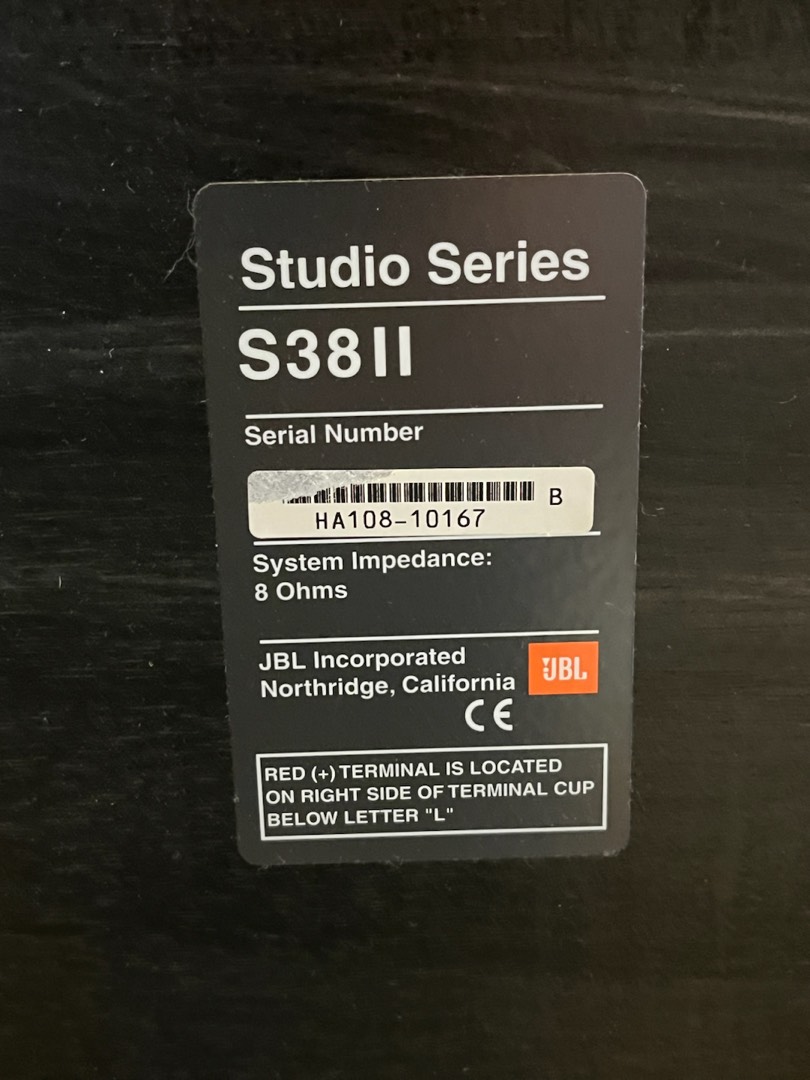 Studio Series
S38II
Serial Number
B
HA108-10167
System Impedance:
8 Ohms
JBL Incorporated
Northridge, California
JBL
CE
RED (+) TERMINAL IS LOCATED
ON RIGHT SIDE OF TERMINAL CUP
BELOW LETTER "L"